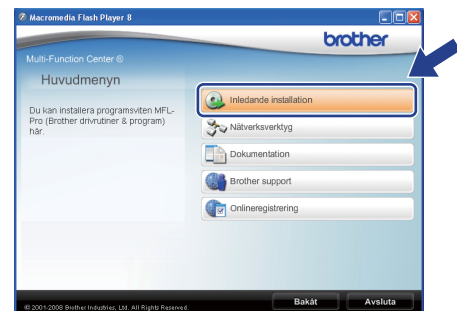 Macromedia Flash Player 8
brother
Multi-Function Center ®
Huvudmenyn
Du kan installera programsviten MFL-
Pro (Brother drivrutiner & program)
här.
Inledande installation
Nätverksverktyg
Dokumentation
Brother support
Onlineregistrering
© 2001-2008 Brother Industries, Ltd. All Rights Reserved.
Bakåt
Avsluta